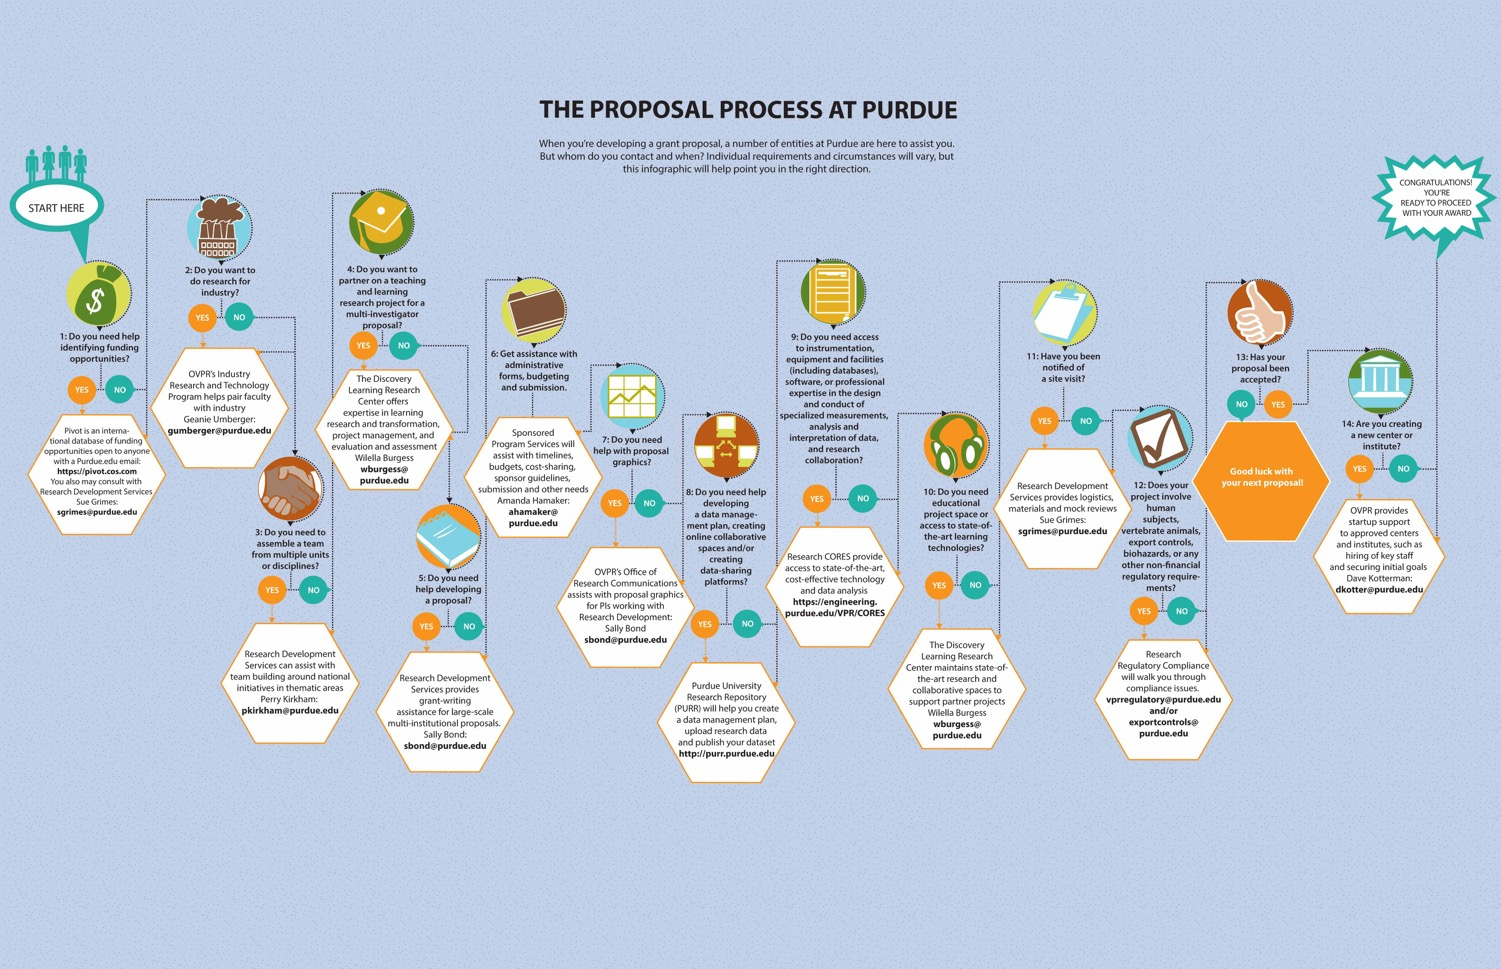 THE PROPOSAL PROCESS AT PURDUE
When you're developing a grant proposal, a number of entities at Purdue are here to assist you.
But whom do you contact and when? Individual requirements and circumstances will vary, but
this infographic will help point you in the right direction.
START HERE
$
1: Do you need help
identifying funding
opportunities?
YES
NO
Pivot is an interna-
tional database of funding
opportunities open to anyone
with a Purdue.edu email:
https://pivot.cos.com
You also may consult with
Research Development Services
Sue Grimes:
sgrimes@purdue.edu
2: Do you want to
do research for
industry?
YES
NO
OVPR's Industry
Research and Technology
Program helps pair faculty
with industry
Geanie Umberger:
gumberger@purdue.edu
3: Do you need to
assemble a team
from multiple units
or disciplines?
YES
NO
Research Development
Services can assist with
team building around national
initiatives in thematic areas
Perry Kirkham:
pkirkham@purdue.edu
4: Do you want to
partner on a teaching
and learning
research project for a
multi-investigator
proposal?
YES
NO
The Discovery
Learning Research
Center offers
expertise in learning
research and transformation,
project management, and
evaluation and assessment
Wilella Burgess
wburgess@
purdue.edu
5: Do you need
help developing
a proposal?
YES
NO
Research Development
Services provides
grant-writing
assistance for large-scale
multi-institutional proposals.
Sally Bond:
sbond@purdue.edu
6: Get assistance with
administrative
forms, budgeting
and submission.
Sponsored
Program Services will
assist with timelines,
budgets, cost-sharing,
sponsor guidelines,
submission and other needs
Amanda Hamaker:
ahamaker@
purdue.edu
7: Do you need
help with proposal
graphics?
YES
NO
OVPR's Office of
Research Communications
assists with proposal graphics
for PIs working with
Research Development:
Sally Bond
sbond@purdue.edu
8: Do you need help
developing
a data manage-
ment plan, creating
online collaborative
spaces and/or
creating
data-sharing
platforms?
YES
NO
Purdue University
Research Repository
(PURR) will help you create
a data management plan,
upload research data
and publish your dataset
http://purr.purdue.edu
9: Do you need access
to instrumentation,
equipment and facilities
(including databases),
software, or professional
expertise in the design
and conduct of
specialized measurements,
analysis and
interpretation of data,
and research
collaboration?
YES
NO
Research CORES provide
access to state-of-the-art,
cost-effective technology
and data analysis
https://engineering.
purdue.edu/VPR/CORES
10: Do you need
educational
project space or
access to state-of-
the-art learning
technologies?
YES
NO
The Discovery
Learning Research
Center maintains state-of-
the-art research and
collaborative spaces to
support partner projects
Wilella Burgess
wburgess@
purdue.edu
11: Have you been
notified of
a site visit?
YES
NO
Research Development
Services provides logistics,
materials and mock reviews
Sue Grimes:
sgrimes@purdue.edu
12: Does your
project involve
human
subjects,
vertebrate animals,
export controls,
biohazards, or any
other non-financial
regulatory require-
ments?
YES
NO
Research
Regulatory Compliance
will walk you through
compliance issues.
vprregulatory@purdue.edu
and/or
exportcontrols@
purdue.edu
13: Has your
proposal been
accepted?
NO
YES
Good luck with
your next proposal!
14: Are you creating
a new center or
institute?
YES
NO
OVPR provides
startup support
to approved centers
and institutes, such as
hiring of key staff
and securing initial goals
Dave Kotterman:
dkotter@purdue.edu
CONGRATULATIONS!
YOU'RE
READY TO PROCEED
WITH YOUR AWARD